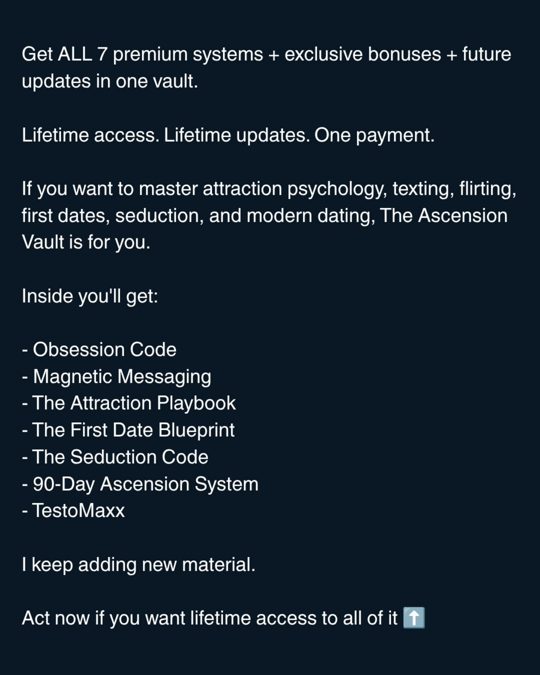 Get ALL 7 premium systems + exclusive bonuses + future
updates in one vault.
Lifetime access. Lifetime updates. One payment.
If you want to master attraction psychology, texting, flirting,
first dates, seduction, and modern dating, The Ascension
Vault is for you.
Inside you'll get:
- Obsession Code
- Magnetic Messaging
- The Attraction Playbook
- The First Date Blueprint
- The Seduction Code
- 90-Day Ascension System
- TestoMaxx
I keep adding new material.
Act now if you want lifetime access to all of it ⬆️